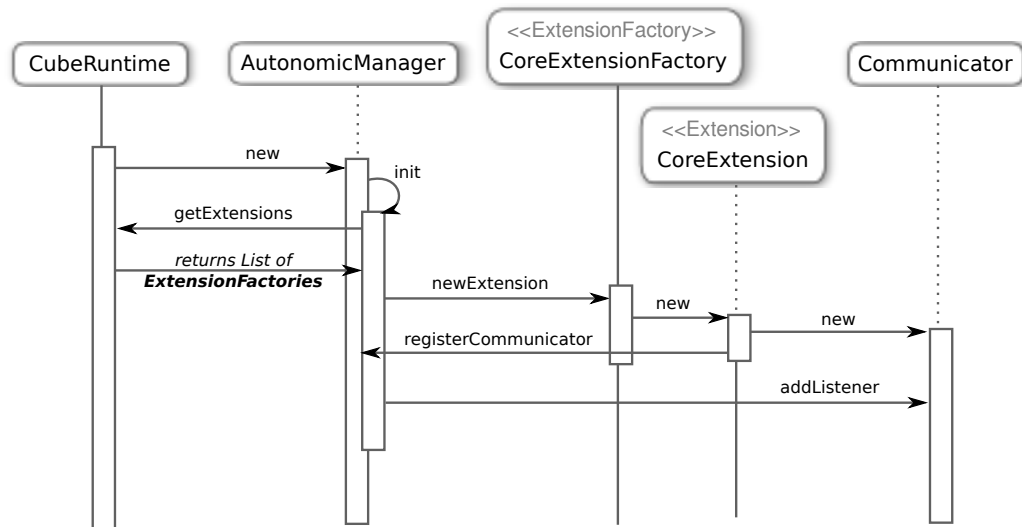 <<ExtensionFactory>>
CoreExtensionFactory
CubeRuntime
AutonomicManager
Communicator
<<Extension>>
CoreExtension
new
init
getExtensions
returns List of
ExtensionFactories
newExtension
new
new
registerCommunicator
addListener